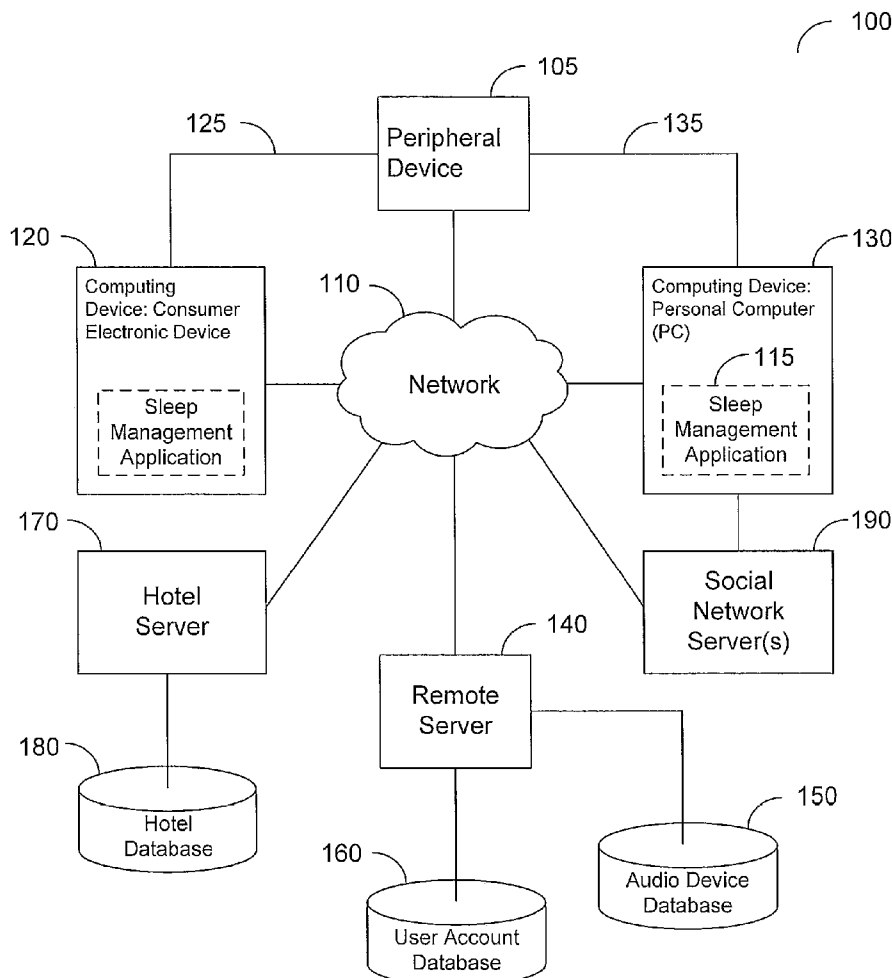 100
105
Peripheral
Device
125
135
120
Computing
Device: Consumer
Electronic Device
Sleep
Management
Application
110
Network
130
Computing Device:
Personal Computer
(PC)
115
Sleep
Management
Application
170
Hotel
Server
140
Remote
Server
190
Social
Network
Server(s)
180
Hotel
Database
160
User Account
Database
150
Audio Device
Database